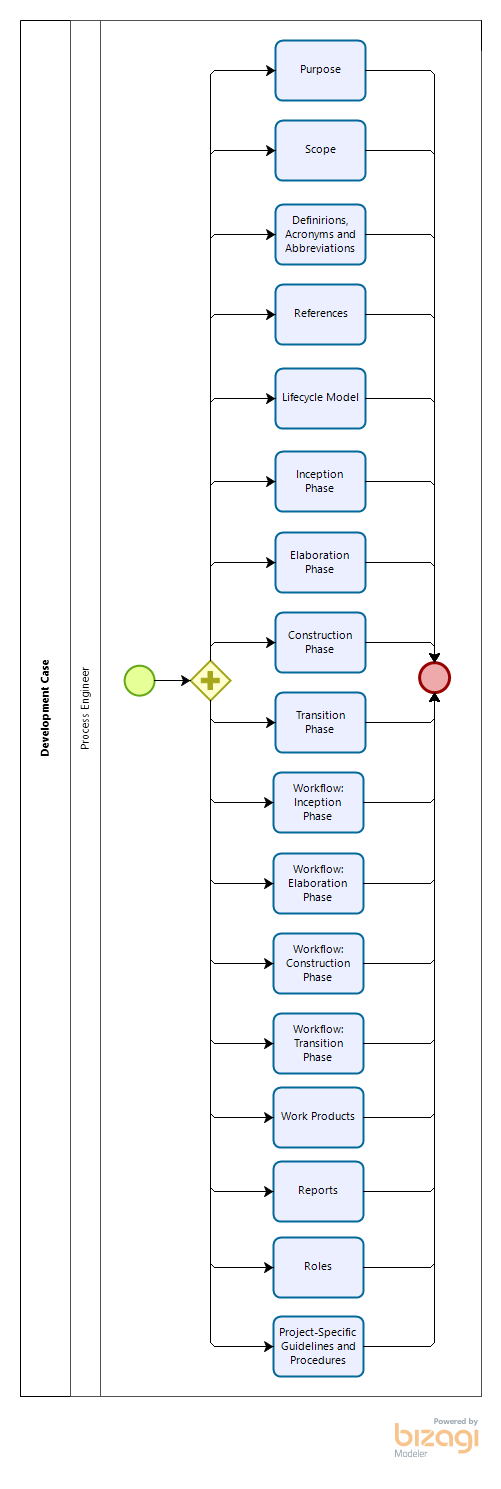 Development Case
Process Engineer
Purpose
Scope
Definirions,
Acronyms and
Abbreviations
References
Lifecycle Model
Inception
Phase
Elaboration
Phase
Construction
Phase
Transition
Phase
Workflow:
Inception
Phase
Workflow:
Elaboration
Phase
Workflow:
Construction
Phase
Workflow:
Transition
Phase
Work Products
Reports
Roles
Project-Specific
Guidelines and
Procedures
Powered by
bizagi
Modeler